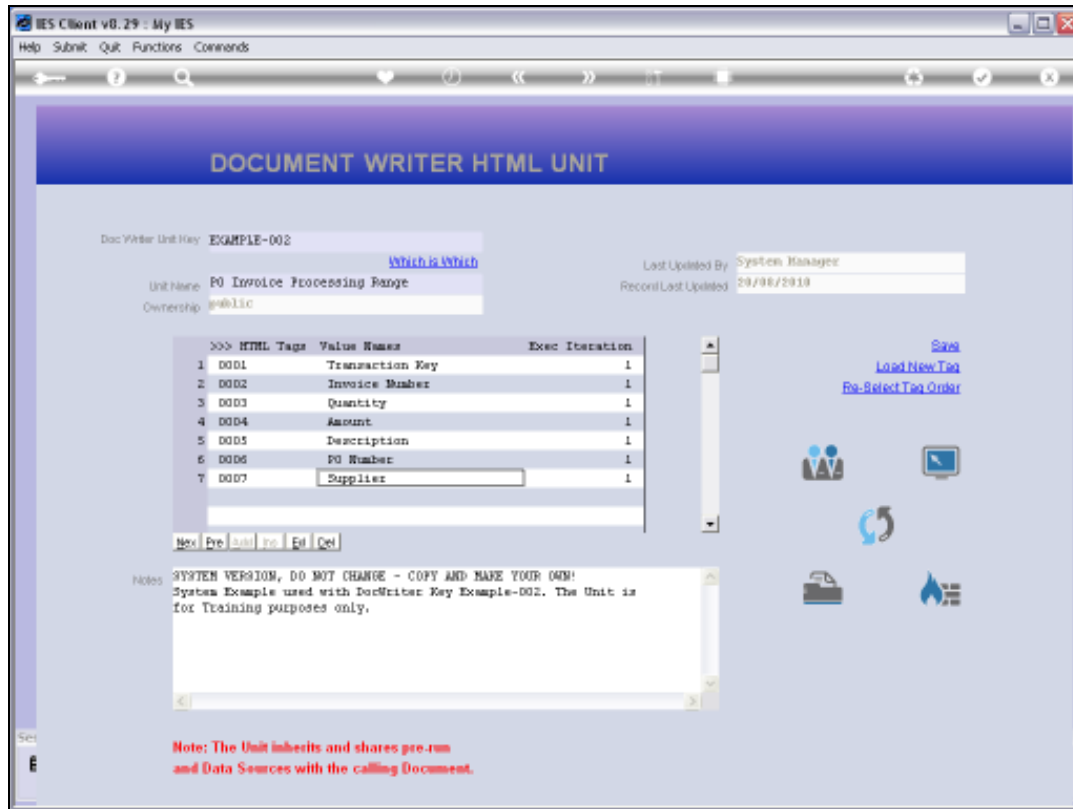 IES Client v8.29 : My IES
Help Submit Quit Functions Commands
DOCUMENT WRITER HTML UNIT
Doc Writer Unit Key EXAMPLE-002
Which is Which
Last Updated By System Manager
Unit Name PO Invoice Processing Range
Record Last Updated 20/08/2010
Ownership public
>>> HTML Tags Value Names Exec Iteration
1 0001 Transaction Key 1
2 0002 Invoice Number 1
3 0003 Quantity 1
4 0004 Amount 1
5 0005 Description 1
6 0006 PO Number 1
7 0007 Supplier 1
Save
Load New Tag
Re-Select Tag Order
Nex Pre Add Ins Ed Del
Notes SYSTEM VERSION, DO NOT CHANGE - COPY AND MAKE YOUR OWN!
System Example used with DocWriter Key Example-002. The Unit is
for Training purposes only.
Note: The Unit inherits and shares pre-run
and Data Sources with the calling Document.